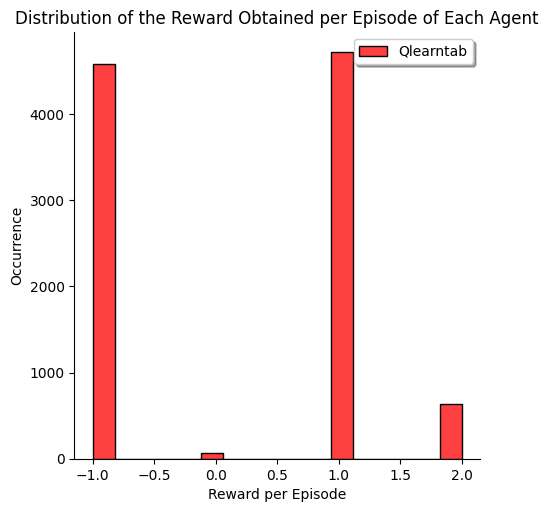 Distribution of the Reward Obtained per Episode of Each Agent
Qlearntab
4000
3000
2000
1000
0
Occurrence
−1.0 −0.5 0.0 0.5 1.0 1.5 2.0
Reward per Episode